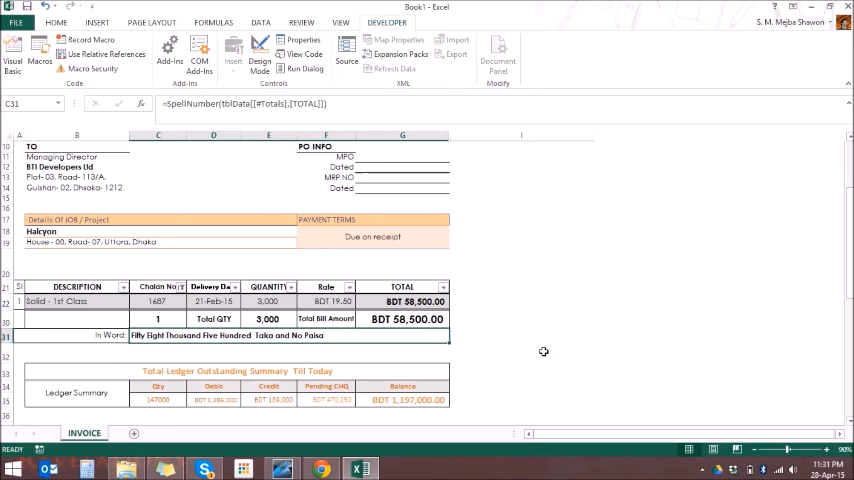 Book1 - Excel
FILE HOME INSERT PAGE LAYOUT FORMULAS DATA REVIEW VIEW DEVELOPER S. M. Mejba Shawon
Visual Basic
Macros
Record Macro
Use Relative References
Macro Security
Code
Add-Ins
COM Add-Ins
Add-Ins
Insert
Design Mode
Properties
View Code
Run Dialog
Controls
Source
Map Properties
Expansion Packs
Refresh Data
Import
Export
XML
Document Panel
Modify
C31 fx =SpellNumber(tblData[[#Totals],[TOTAL]])
A B C D E F G I
10 TO PO INFO
11 Managing Director MPO
12 BTI Developers Ltd Dated
13 Plot- 03, Road- 113/A, MRP NO
14 Gulshan- 02, Dhsaka- 1212 Dated
15
16
17 Details Of JOB / Project PAYMENT TERMS
18 Halcyon Due on receipt
19 House - 08, Road- 07, Uttora, Dhaka
20
21 Sl DESCRIPTION Chalan No Delivery Da QUANTITY Rate TOTAL
22 1 Solid - 1st Class 1687 21-Feb-15 3,000 BDT 19.50 BDT 58,500.00
30 1 Total QTY 3,000 Total Bill Amount BDT 58,500.00
31 In Word: Fifty Eight Thousand Five Hundred Taka and No Paisa
32
33 Total Ledger Outstanding Summary Till Today
34 Ledger Summary Qty Debit Credit Pending CHQ Balance
35 147000 BDT 1,386,000 BDT 189,000 BDT 470,250 BDT 1,197,000.00
36
INVOICE
READY 90%
11:31 PM
28-Apr-15